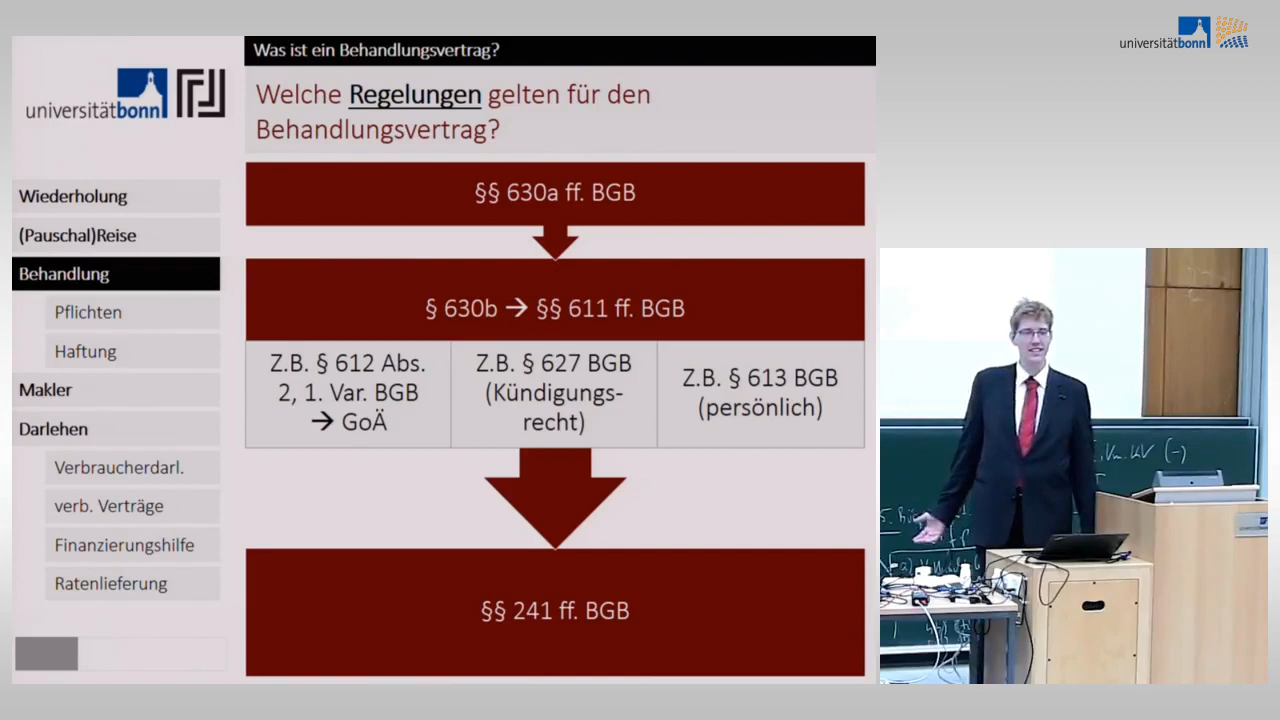 universitätbonn
Was ist ein Behandlungsvertrag?
universitätbonn
Welche Regelungen gelten für den
Behandlungsvertrag?
Wiederholung
(Pauschal)Reise
Behandlung
Pflichten
Haftung
Makler
Darlehen
Verbraucherdarl.
verb. Verträge
Finanzierungshilfe
Ratenlieferung
§§ 630a ff. BGB
§ 630b → §§ 611 ff. BGB
Z.B. § 612 Abs.
2, 1. Var. BGB
→ GoÄ
Z.B. § 627 BGB
(Kündigungs-
recht)
Z.B. § 613 BGB
(persönlich)
§§ 241 ff. BGB
(-)